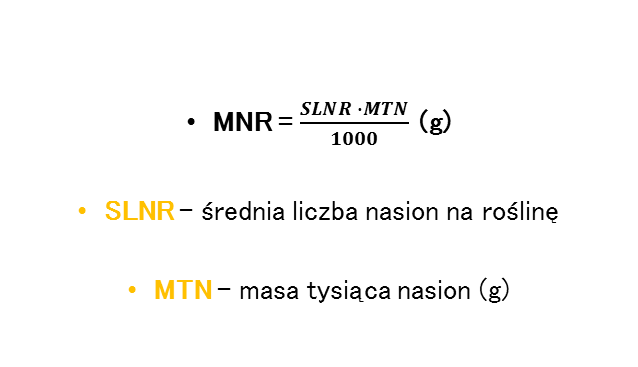 • MNR = SLNR ·MTN / 1000 (g)
• SLNR – średnia liczba nasion na roślinę
• MTN – masa tysiąca nasion (g)